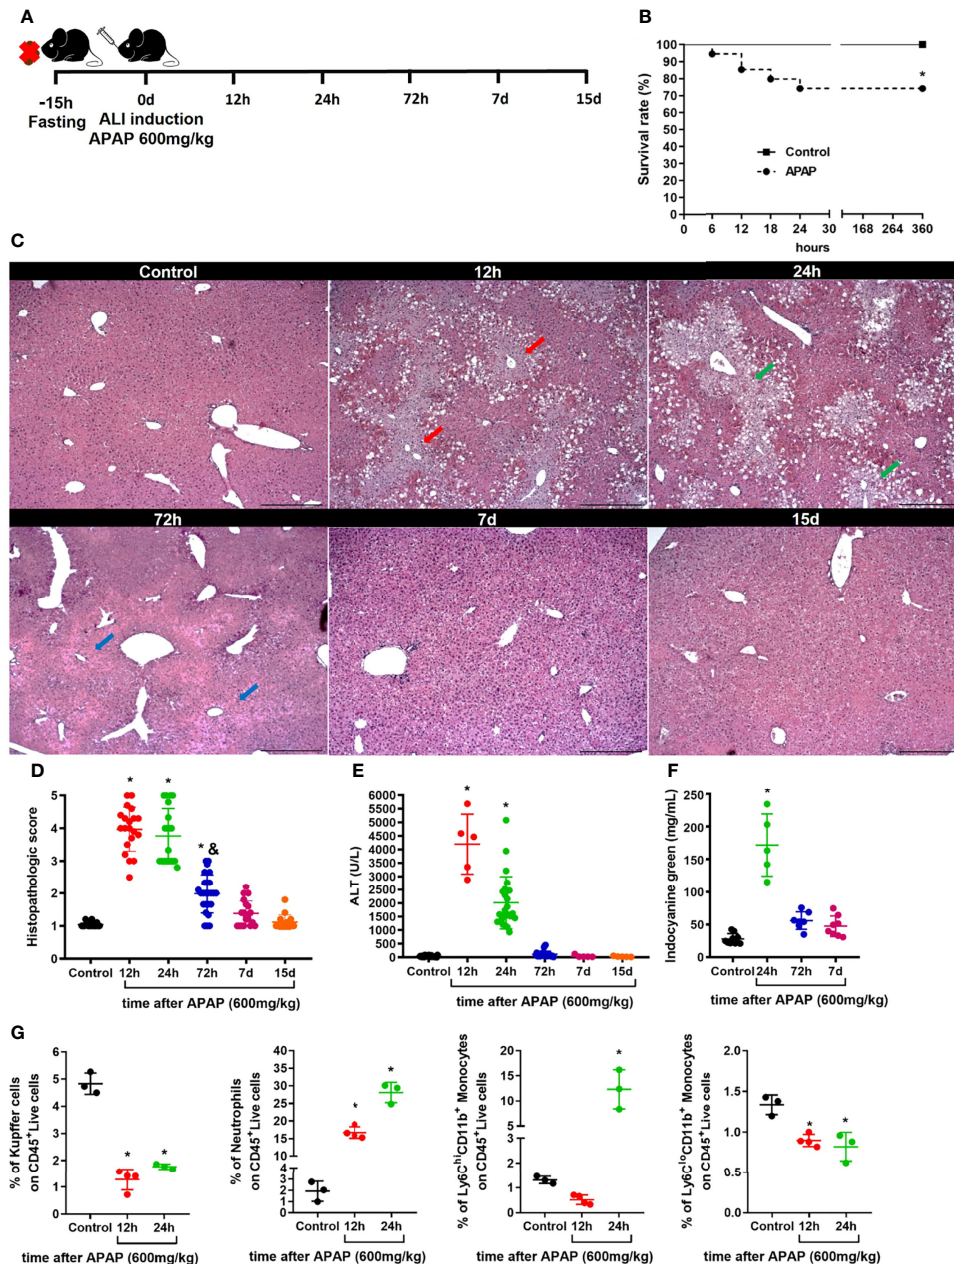 A
-15h
Fasting
0d
ALI induction
APAP 600mg/kg
12h
24h
72h
7d
15d
B
Survival rate (%)
100
90
80
70
60
50
40
30
20
10
0
*
Control
APAP
0 6 12 18 24 30 168 264 360
hours
C
Control 12h 24h
72h 7d 15d
D
Histopathologic score
5
4
3
2
1
0
* * * &
Control 12h 24h 72h 7d 15d
time after APAP (600mg/kg)
E
ALT (U/L)
6000
5500
5000
4500
4000
3500
3000
2500
2000
1500
1000
500
0
* *
Control 12h 24h 72h 7d 15d
time after APAP (600mg/kg)
F
Indocyanine green (mg/mL)
250
200
150
100
50
0
*
Control 24h 72h 7d
time after APAP (600mg/kg)
G
% of Kupffer cells
on CD45+Live cells
6
5
4
3
2
1
0
* *
Control 12h 24h
time after APAP (600mg/kg)
% of Neutrophils
on CD45+Live cells
50
45
40
35
30
25
20
15
10
4
3
2
1
0
* *
Control 12h 24h
time after APAP (600mg/kg)
% of Ly6ChiCD11b+ Monocytes
on CD45+Live cells
20
15
10
5
4
3
2
1
0
*
Control 12h 24h
time after APAP (600mg/kg)
% of Ly6CloCD11b+ Monocytes
on CD45+Live cells
2.0
1.5
1.0
0.5
0.0
* *
Control 12h 24h
time after APAP (600mg/kg)